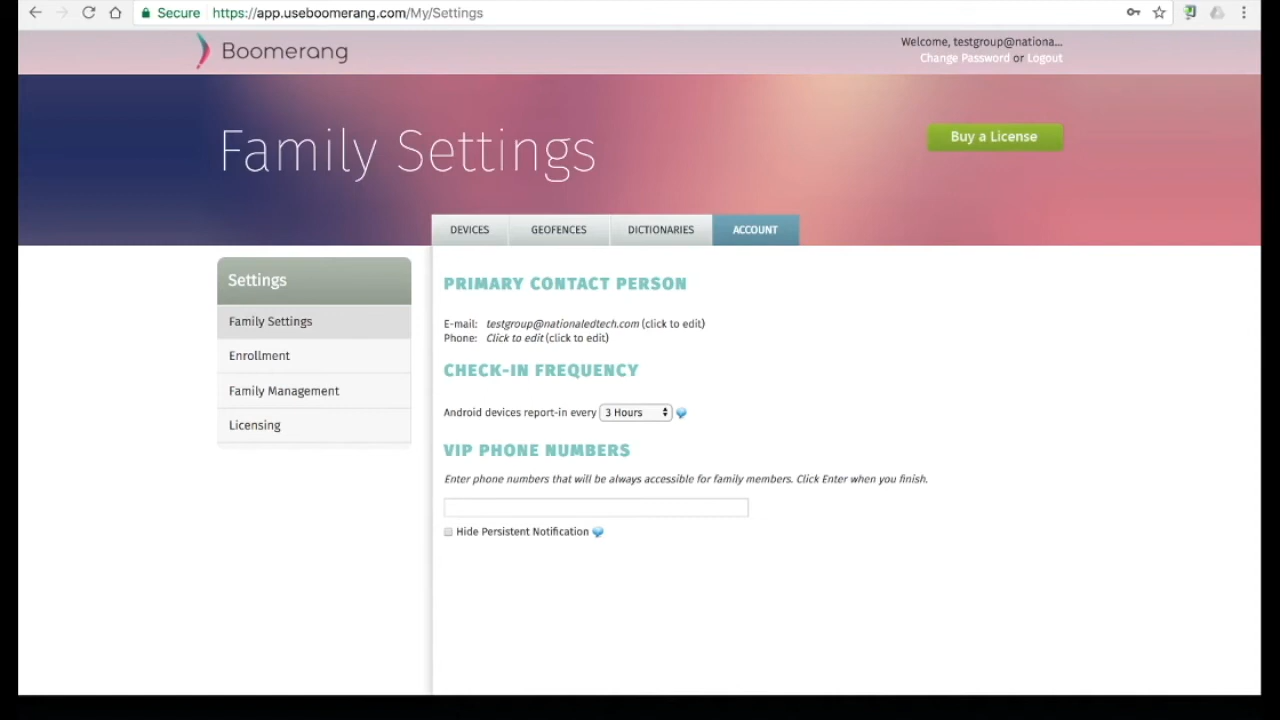 Secure https://app.useboomerang.com/My/Settings
Boomerang
Welcome, testgroup@nationa...
Change Password or Logout
Family Settings
Buy a License
DEVICES GEOFENCES DICTIONARIES ACCOUNT
Settings
Family Settings
Enrollment
Family Management
Licensing
PRIMARY CONTACT PERSON
E-mail: testgroup@nationaledtech.com (click to edit)
Phone: Click to edit (click to edit)
CHECK-IN FREQUENCY
Android devices report-in every 3 Hours
VIP PHONE NUMBERS
Enter phone numbers that will be always accessible for family members. Click Enter when you finish.
Hide Persistent Notification